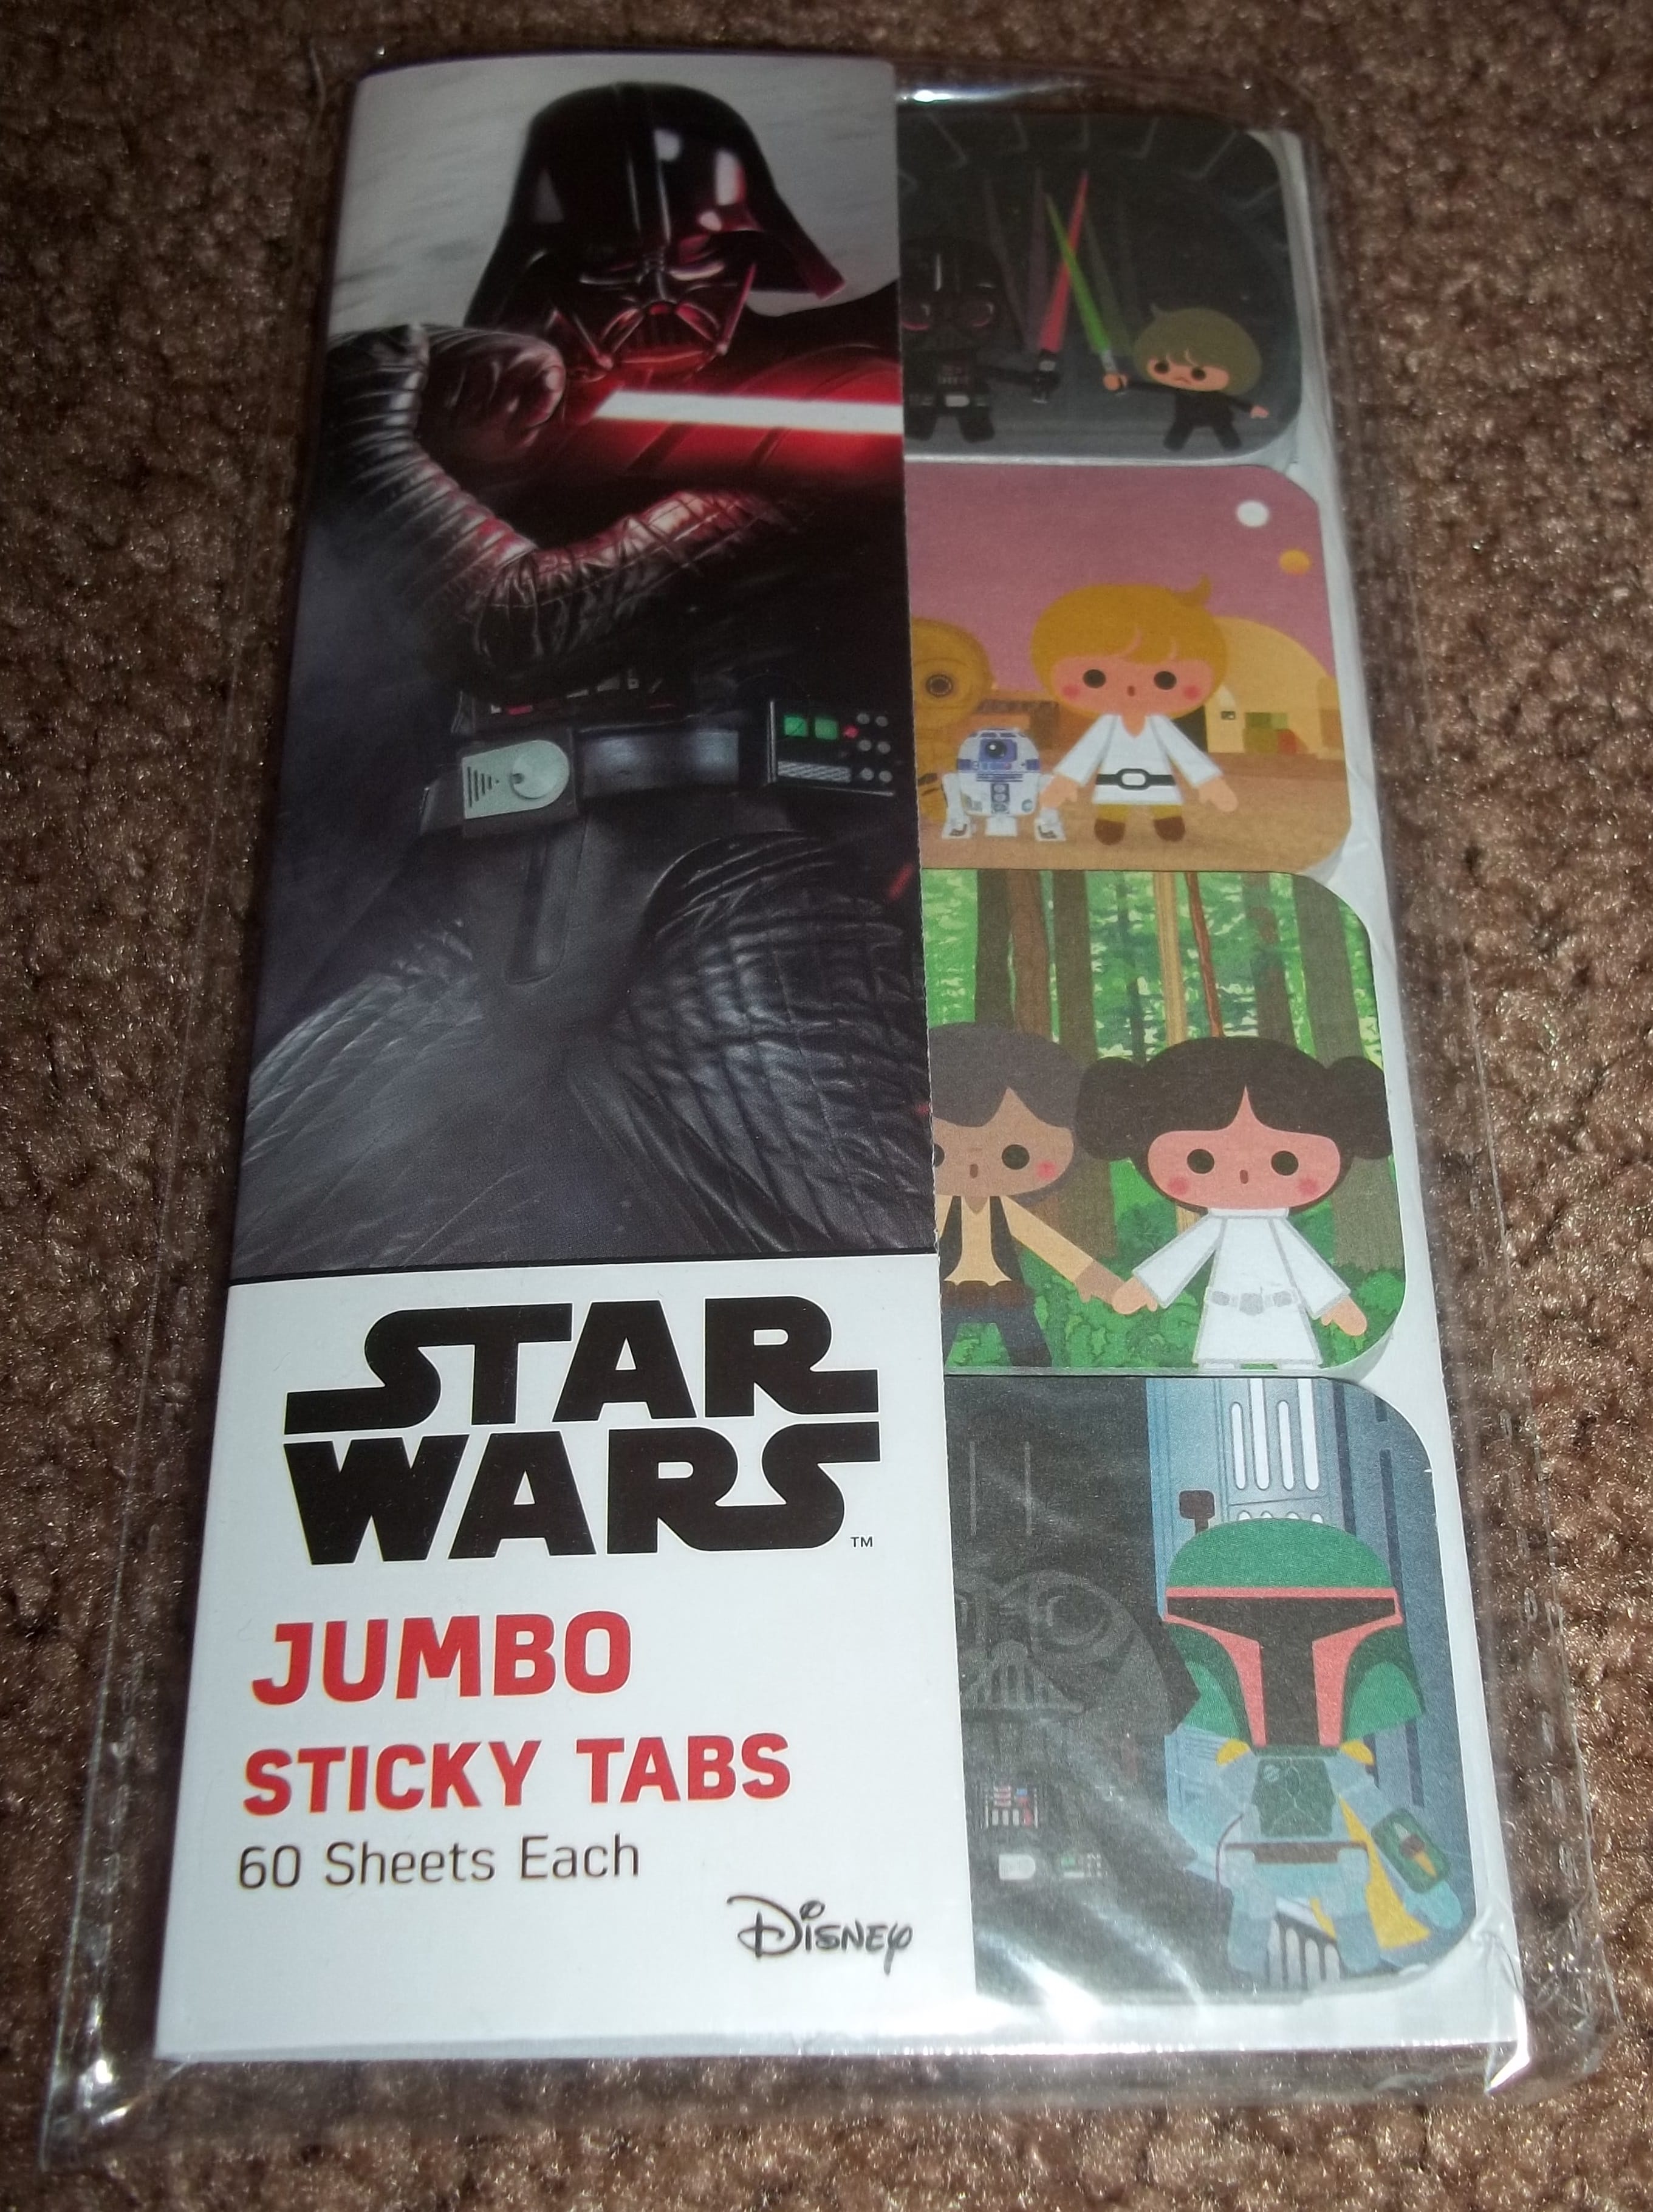 STAR
WARS™
JUMBO
STICKY TABS
60 Sheets Each
Disney